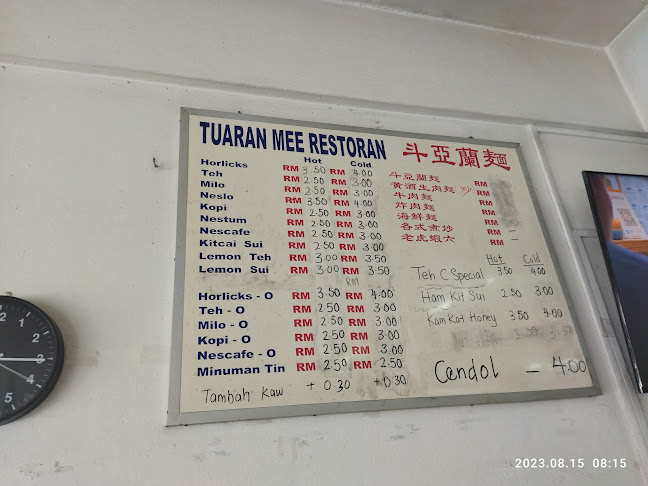 TUARAN MEE RESTORAN 斗亞蘭麵
Hot Cold
Horlicks RM 3.50 RM 4.00
Teh RM 2.50 RM 3.00
Milo RM 2.50 RM 3.00
Neslo RM 3.50 RM 4.00
Kopi RM 2.50 RM 3.00
Nestum RM 2.50 RM 3.00
Nescafe RM 2.50 RM 3.00
Kitcai Sui RM 2.50 RM 3.00
Lemon Teh RM 3.00 RM 3.50
Lemon Sui RM 3.00 RM 3.50
RM
Horlicks - O RM 3.50 RM 4.00
Teh - O RM 2.50 RM 3.00
Milo - O RM 2.50 RM 3.00
Kopi - O RM 2.50 RM 3.00
Nescafe - O RM 2.50 RM 3.00
Minuman Tin RM 2.50 RM 2.50
Tambah Kaw + 0.30 + 0.30
斗亞蘭麵 RM
黃酒生肉麵 炒 RM
牛肉麵 RM
炸肉麵 RM
海鮮麵 RM
各式煮炒 RM
老虎蝦六 RM
Hot Cold
Teh C Special 3.50 4.00
Ham Kit Sui 2.50 3.00
Kam Kat Honey 3.50 4.00
Cendol - 4.00
1 2 3 4 5
2023.08.15 08:15